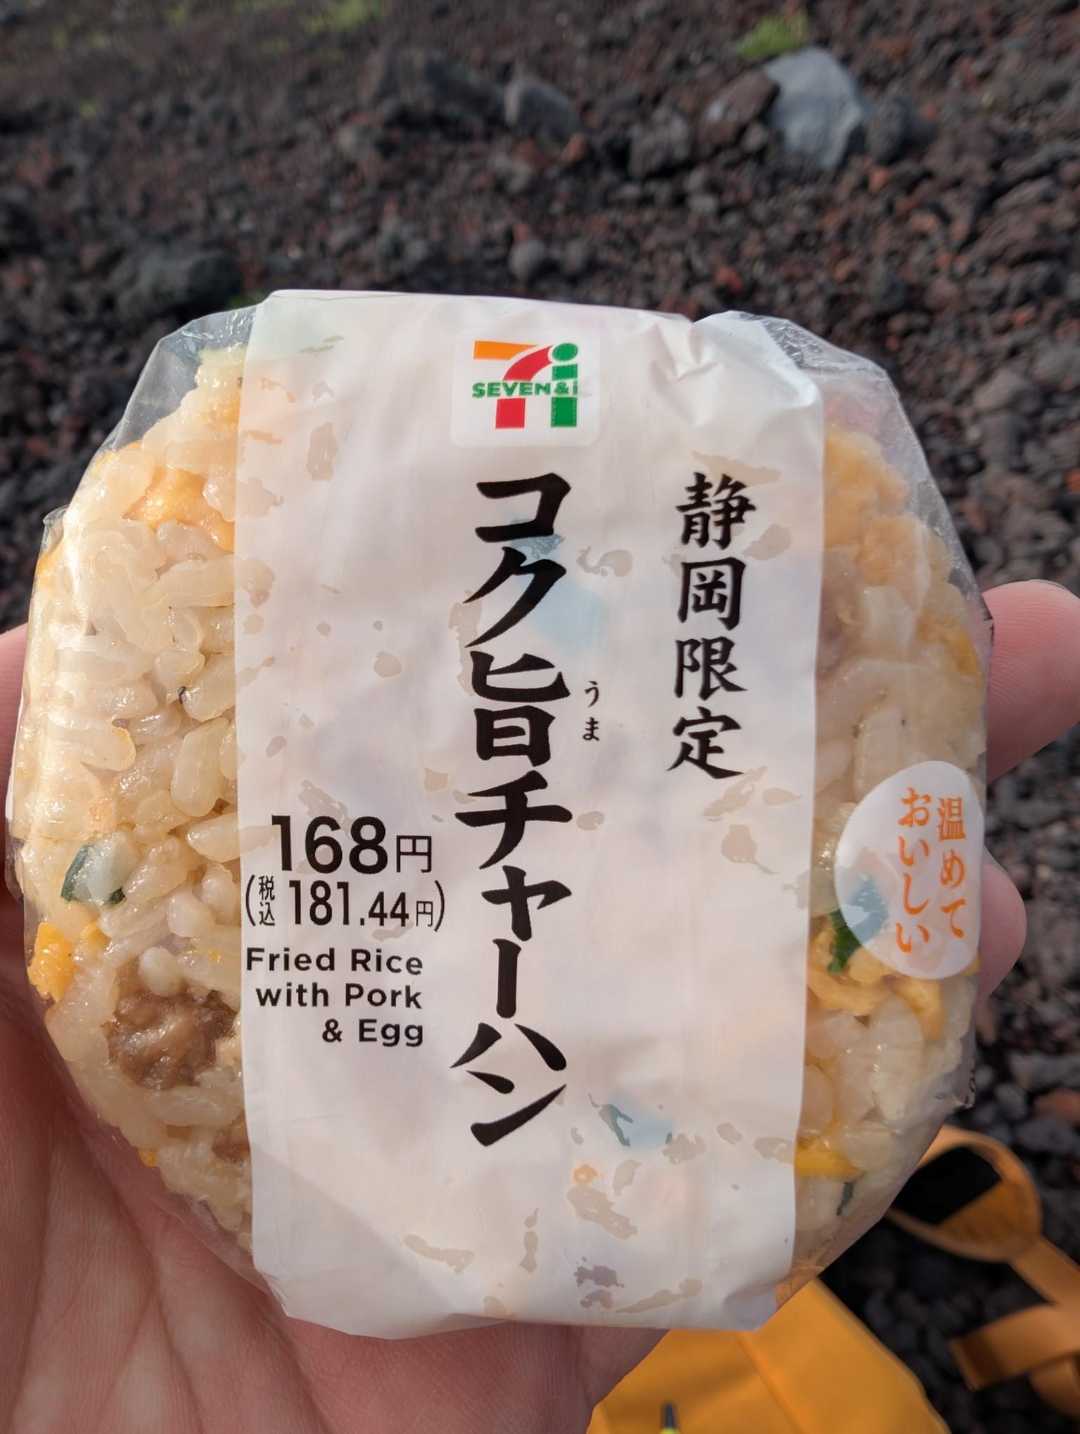 SEVEN&i
静岡限定
コク旨チャーハン
うま
168円
(税込 181.44円)
Fried Rice
with Pork
& Egg
温めて
おいしい